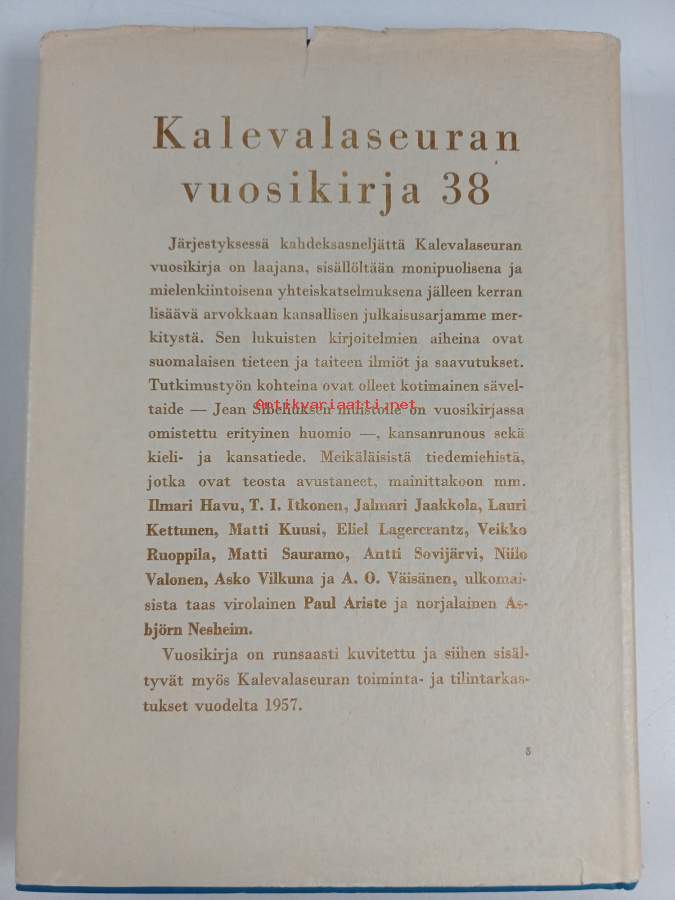 Kalevalaseuran
vuosikirja 38
Järjestyksessä kahdeksasneljättä Kalevalaseuran
vuosikirja on laajana, sisällöltään monipuolisena ja
mielenkiintoisena yhteiskatselmuksena jälleen kerran
lisäävä arvokkaan kansallisen julkaisusarjamme mer-
kitystä. Sen lukuisten kirjoitelmien aiheina ovat
suomalaisen tieteen ja taiteen ilmiöt ja saavutukset.
Tutkimustyön kohteina ovat olleet kotimainen sävel-
antikvariaatti.net
taide — Jean Sibeliuksen muistolle on vuosikirjassa
omistettu erityinen huomio —, kansanrunous sekä
kieli- ja kansatiede. Meikäläisistä tiedemiehistä,
jotka ovat teosta avustaneet, mainittakoon mm.
Ilmari Havu, T. I. Itkonen, Jalmari Jaakkola, Lauri
Kettunen, Matti Kuusi, Eliel Lagercrantz, Veikko
Ruoppila, Matti Sauramo, Antti Sovijärvi, Niilo
Valonen, Asko Vilkuna ja A. O. Väisänen, ulkomai-
sista taas virolainen Paul Ariste ja norjalainen As-
björn Nesheim.
Vuosikirja on runsaasti kuvitettu ja siihen sisäl-
tyvät myös Kalevalaseuran toiminta- ja tilintarkas-
tukset vuodelta 1957.